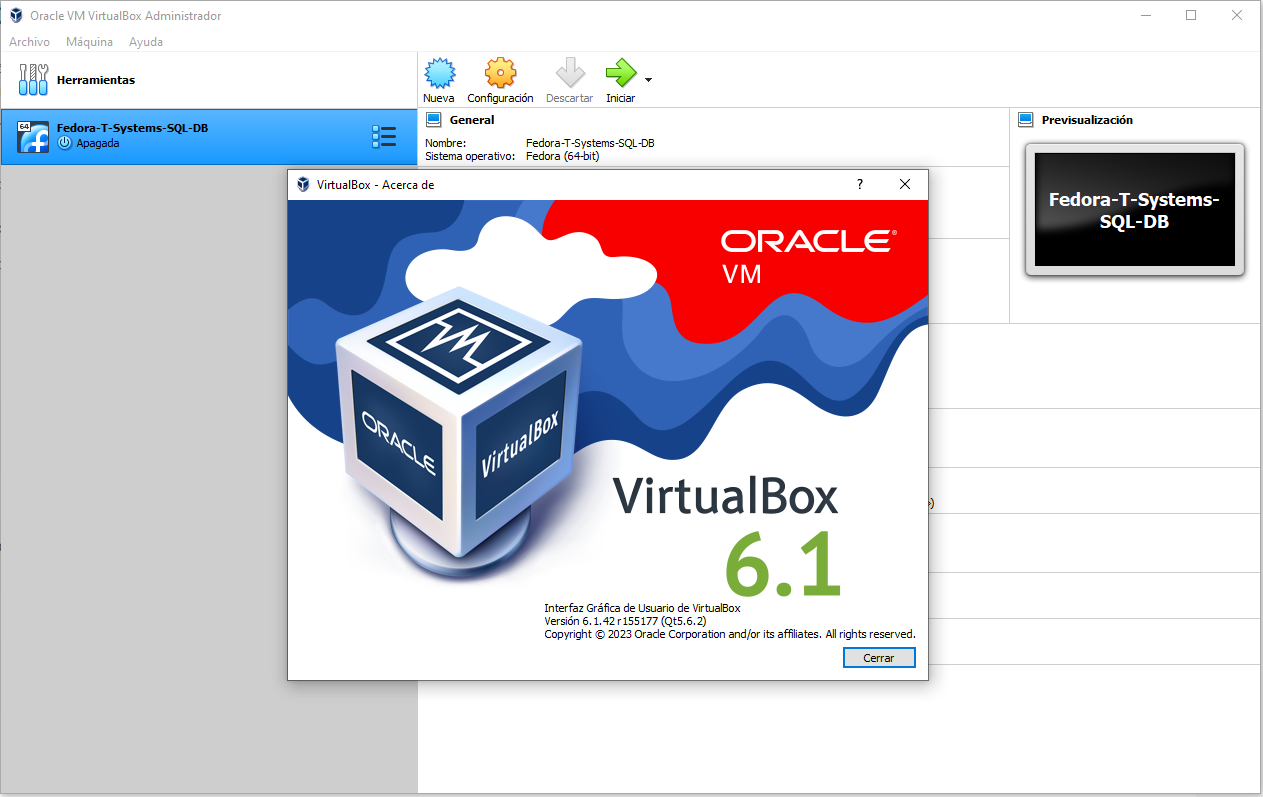 Oracle VM VirtualBox Administrador
Archivo Máquina Ayuda
Herramientas
Nueva Configuración Descartar Iniciar
64
Fedora-T-Systems-SQL-DB
Apagada
General
Nombre: Fedora-T-Systems-SQL-DB
Sistema operativo: Fedora (64-bit)
Previsualización
Fedora-T-Systems-
SQL-DB
VirtualBox - Acerca de
ORACLE®
VM
ORACLE
VirtualBox
VirtualBox
6.1
Interfaz Gráfica de Usuario de VirtualBox
Versión 6.1.42 r155177 (Qt5.6.2)
Copyright © 2023 Oracle Corporation and/or its affiliates. All rights reserved.
Cerrar